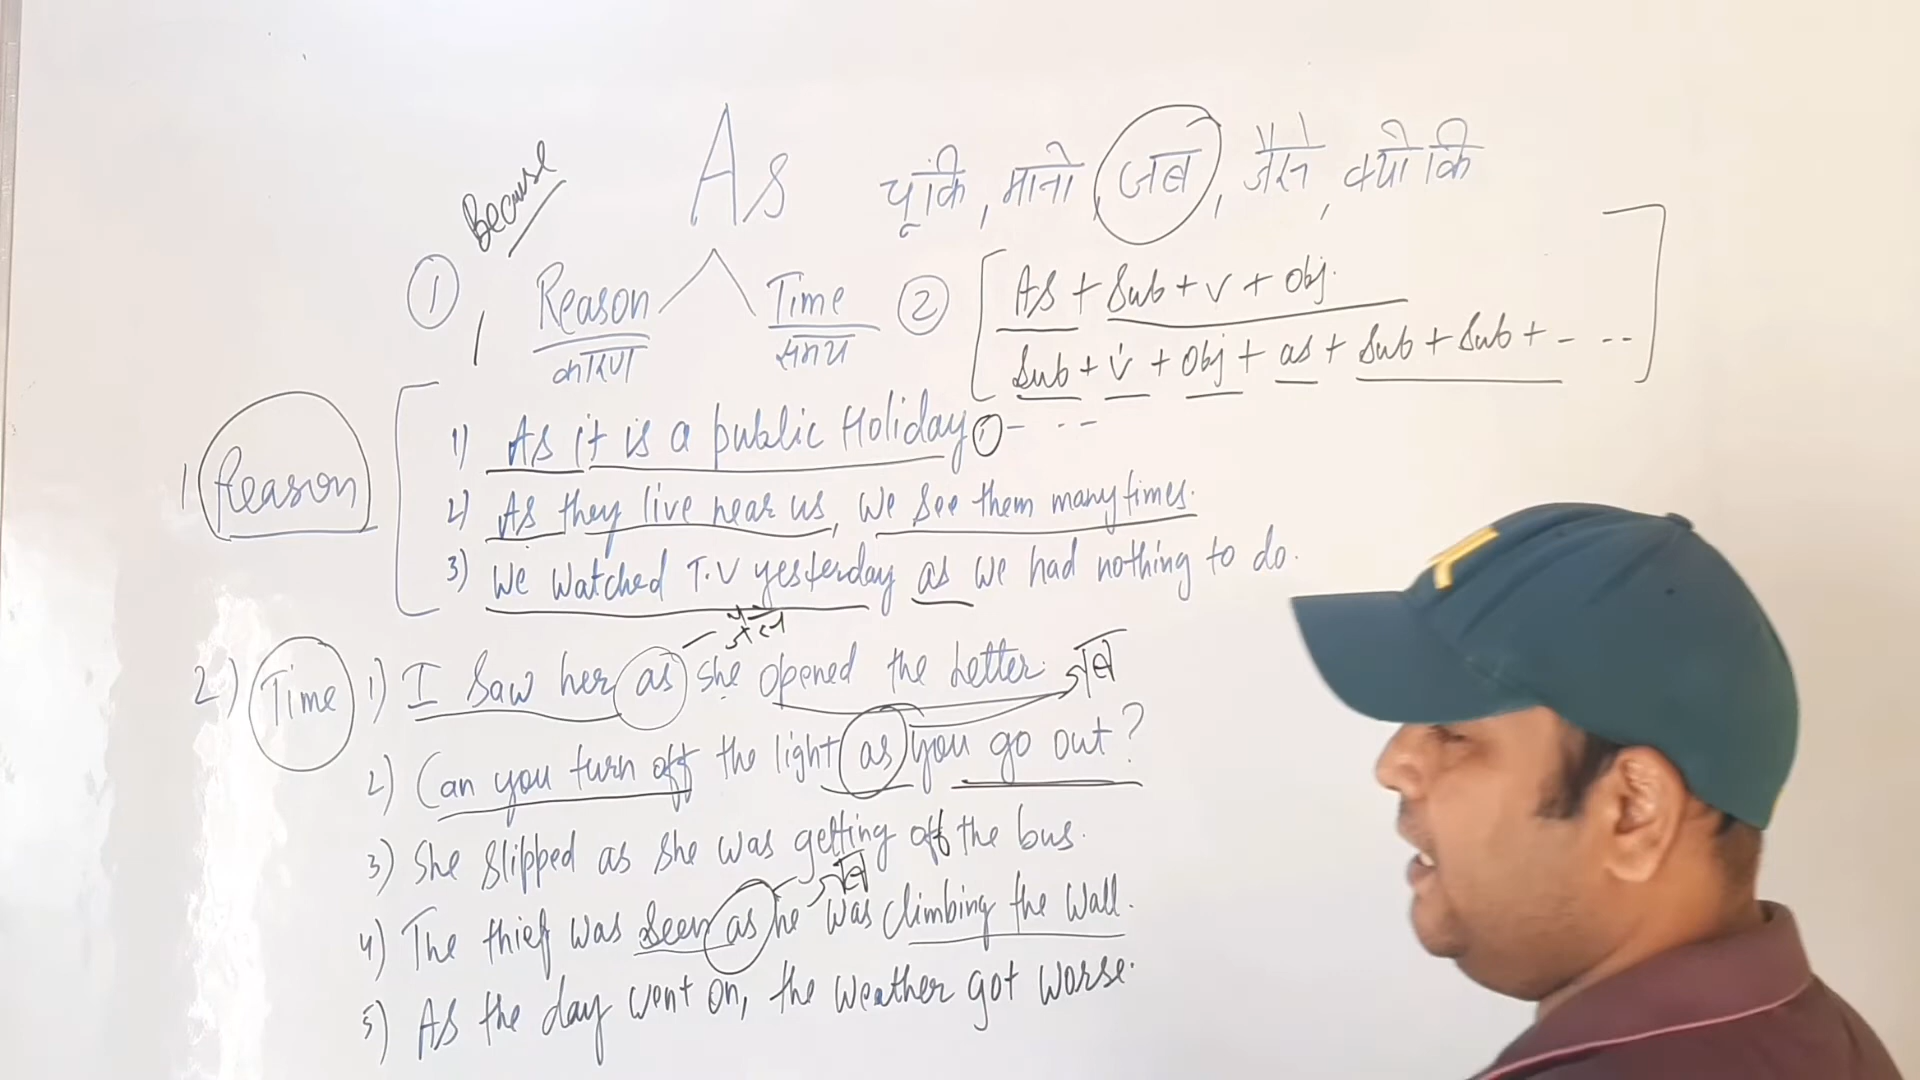 Because
As चूंकि, मानो, जब, जैसे, क्योंकि
① Reason Time ② As + Sub + V + Obj.
कारण समय Sub + V + Obj + as + Sub + Sub + - - - -
1) As it is a public Holiday, - - - -
1 Reason 2) As they live near us, We See them many times.
3) We Watched T.V yesterday as We had nothing to do.
2) Time 1) I Saw her as she opened the Letter. जब
2) Can you turn off the light as you go out?
3) She Slipped as She was getting off the bus.
जब
4) The thief was Seen as he was climbing the Wall.
5) As the day went on, the weather got worse.